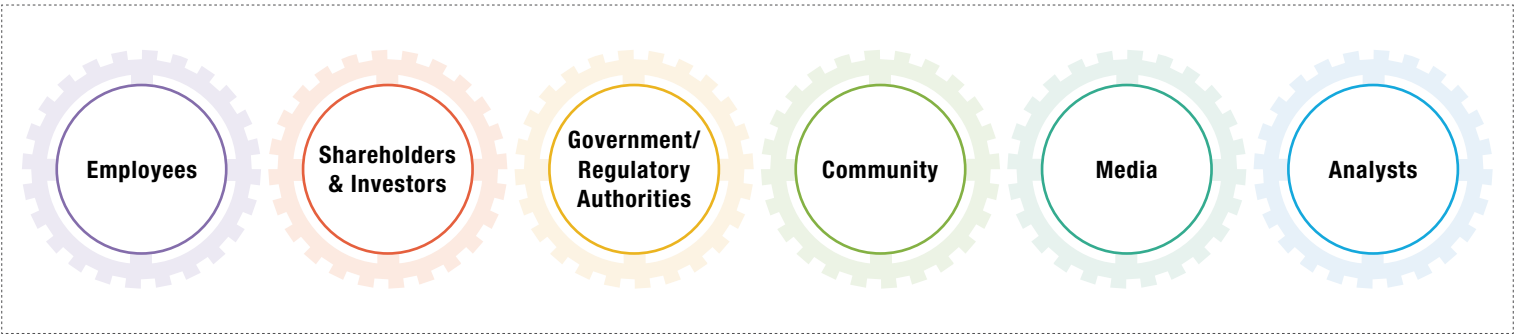 Employees
Shareholders
& Investors
Government/
Regulatory
Authorities
Community
Media
Analysts